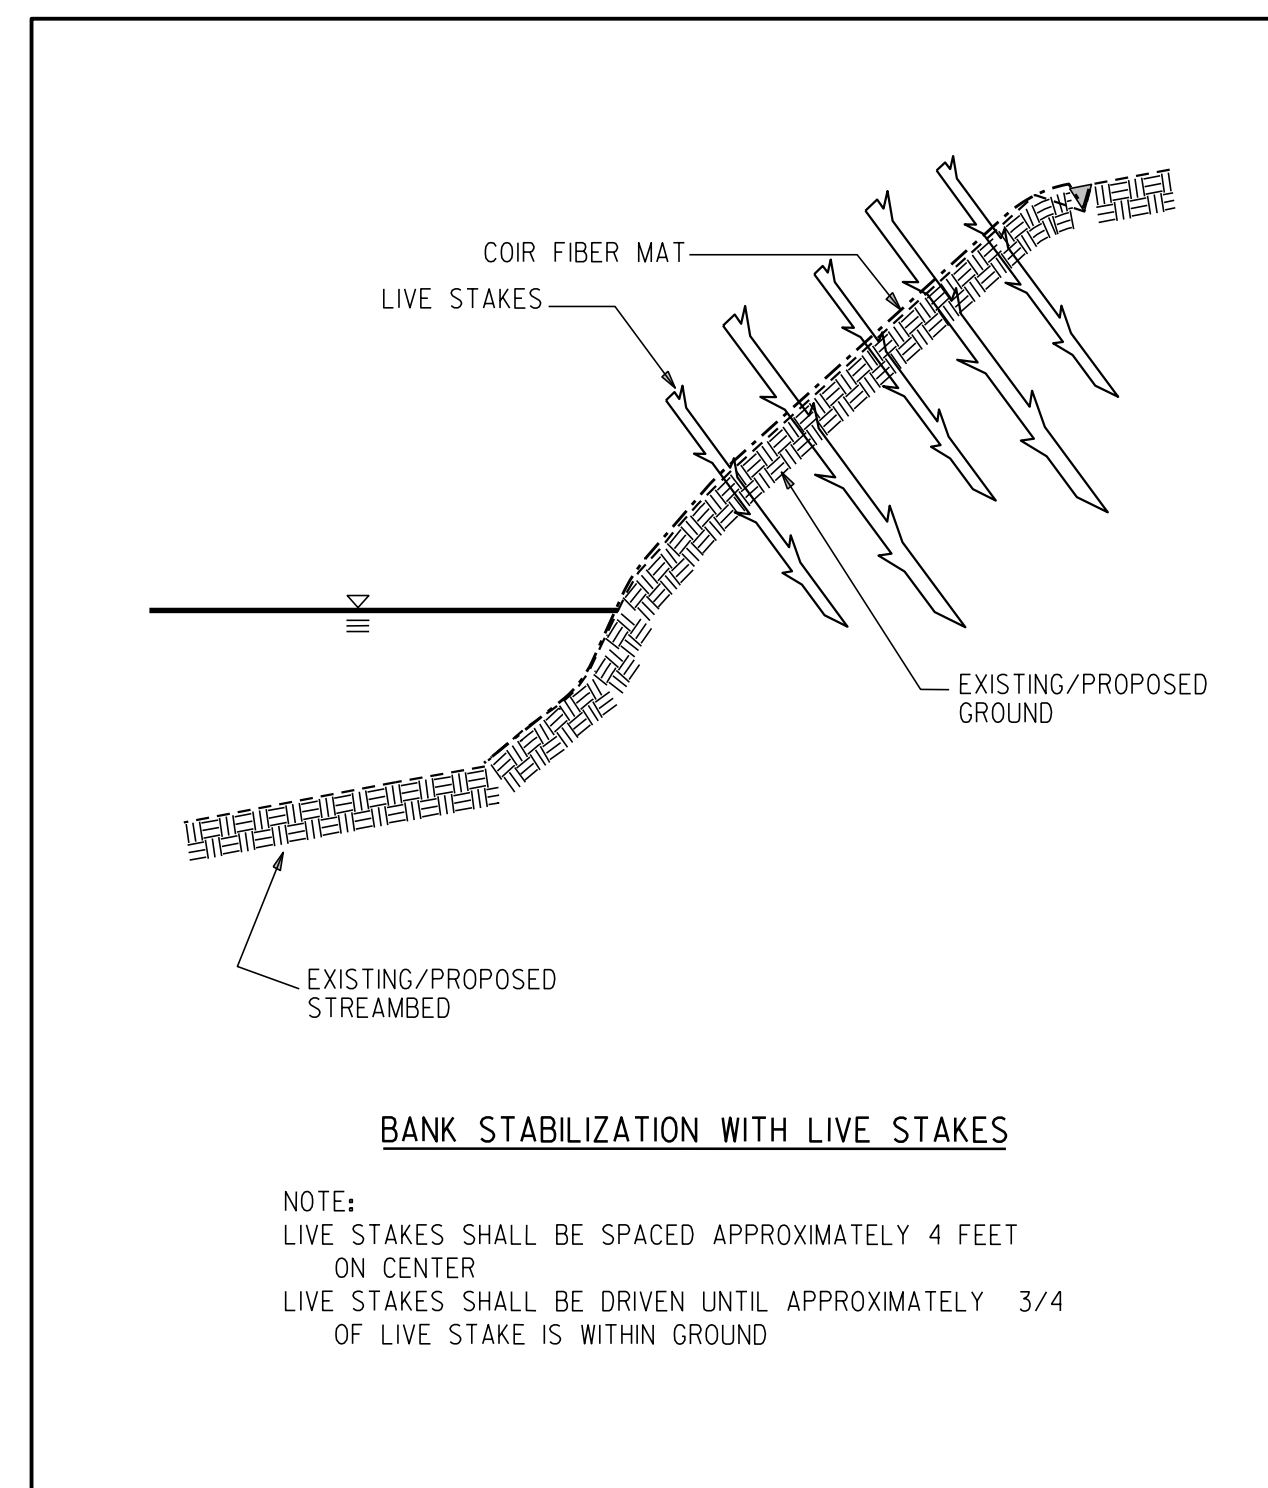 COIR FIBER MAT
LIVE STAKES
EXISTING/PROPOSED
GROUND
EXISTING/PROPOSED
STREAMBED
BANK STABILIZATION WITH LIVE STAKES
NOTE:
LIVE STAKES SHALL BE SPACED APPROXIMATELY 4 FEET
ON CENTER
LIVE STAKES SHALL BE DRIVEN UNTIL APPROXIMATELY 3/4
OF LIVE STAKE IS WITHIN GROUND